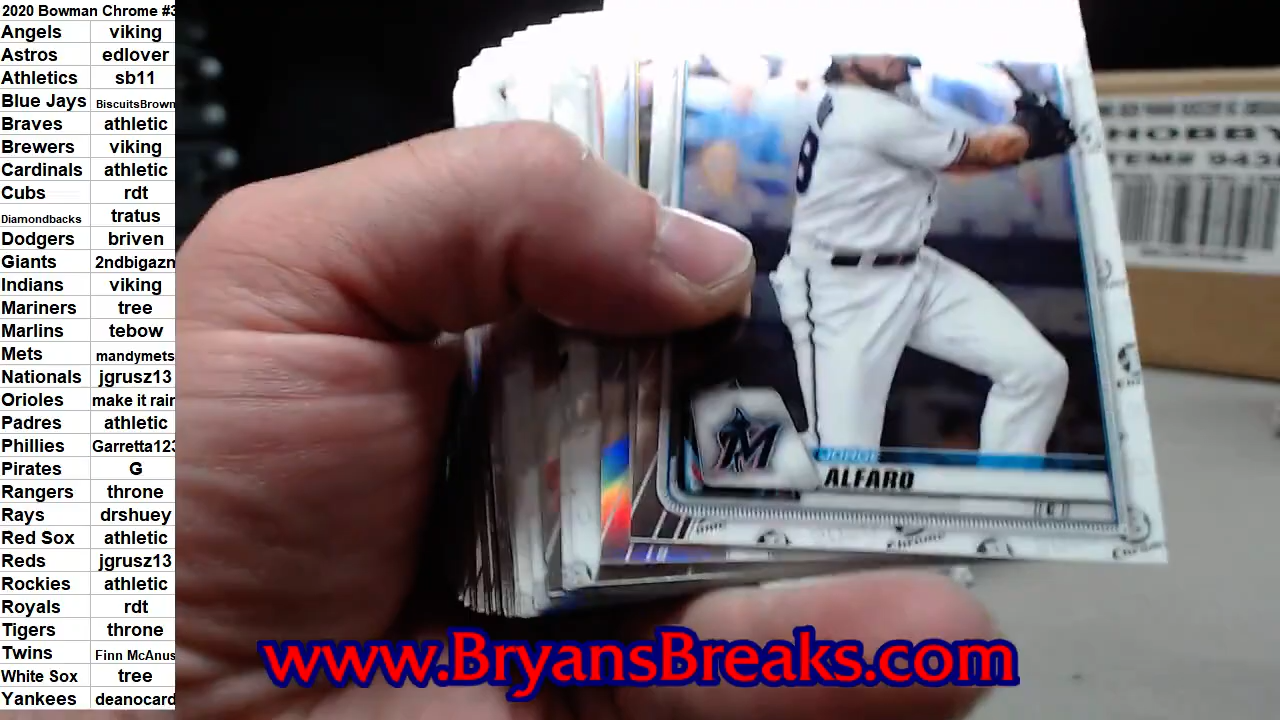 2020 Bowman Chrome #3
Angels viking
Astros edlover
Athletics sb11
Blue Jays BiscuitsBrown
Braves athletic
Brewers viking
Cardinals athletic
Cubs rdt
Diamondbacks tratus
Dodgers briven
Giants 2ndbigazn
Indians viking
Mariners tree
Marlins tebow
Mets mandymets
Nationals jgrusz13
Orioles make it rain
Padres athletic
Phillies Garretta123
Pirates G
Rangers throne
Rays drshuey
Red Sox athletic
Reds jgrusz13
Rockies athletic
Royals rdt
Tigers throne
Twins Finn McAnus
White Sox tree
Yankees deanocard
HOBBY
8
M
JORGE
ALFARO
C
Chrome
www.BryansBreaks.com